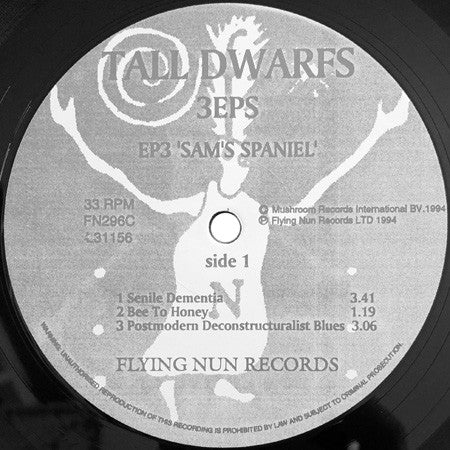 TALL DWARFS
3EPS
EP3 'SAM'S SPANIEL'
33 RPM
FN296C
L31156
© Mushroom Records International BV.1994
℗ Flying Nun Records LTD 1994
side 1
N
1 Senile Dementia 3.41
2 Bee To Honey 1.19
3 Postmodern Deconstructuralist Blues 3.06
FLYING NUN RECORDS
WARNING: UNAUTHORISED REPRODUCTION OF THIS RECORDING IS PROHIBITED BY LAW AND SUBJECT TO CRIMINAL PROSECUTION.